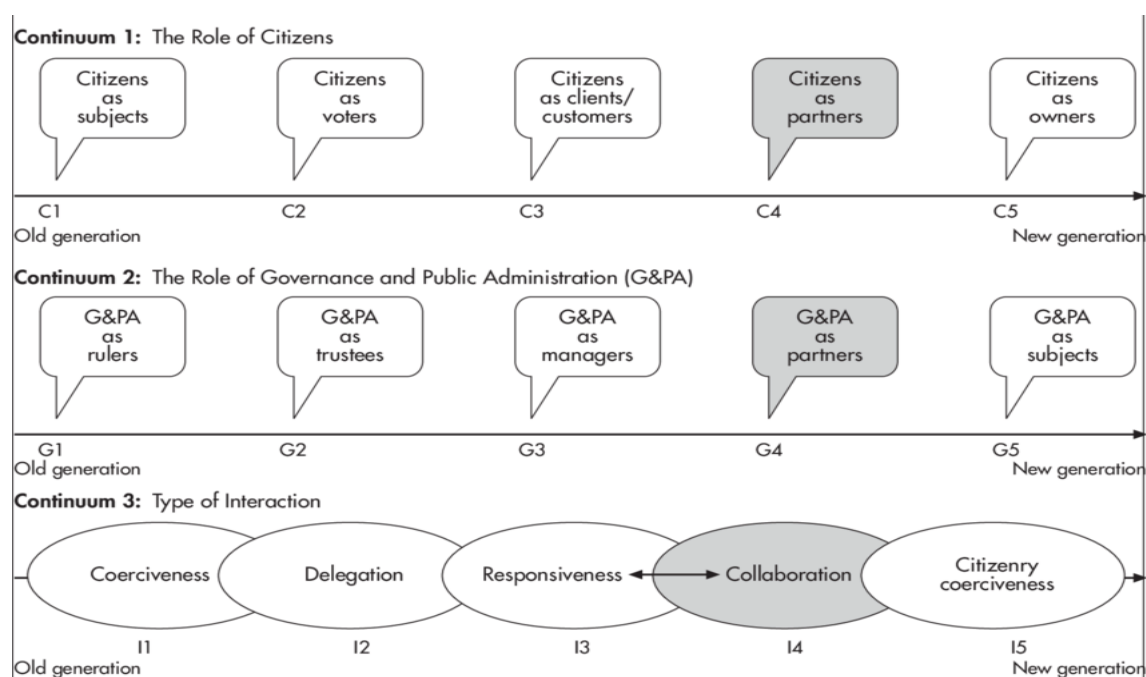 Continuum 1: The Role of Citizens
Citizens
as
subjects
Citizens
as
voters
Citizens
as clients/
customers
Citizens
as
partners
Citizens
as
owners
C1
C2
C3
C4
C5
Old generation
New generation
Continuum 2: The Role of Governance and Public Administration (G&PA)
G&PA
as
rulers
G&PA
as
trustees
G&PA
as
managers
G&PA
as
partners
G&PA
as
subjects
G1
G2
G3
G4
G5
Old generation
New generation
Continuum 3: Type of Interaction
Coerciveness
Delegation
Responsiveness
Collaboration
Citizenry
coerciveness
I1
I2
I3
I4
I5
Old generation
New generation